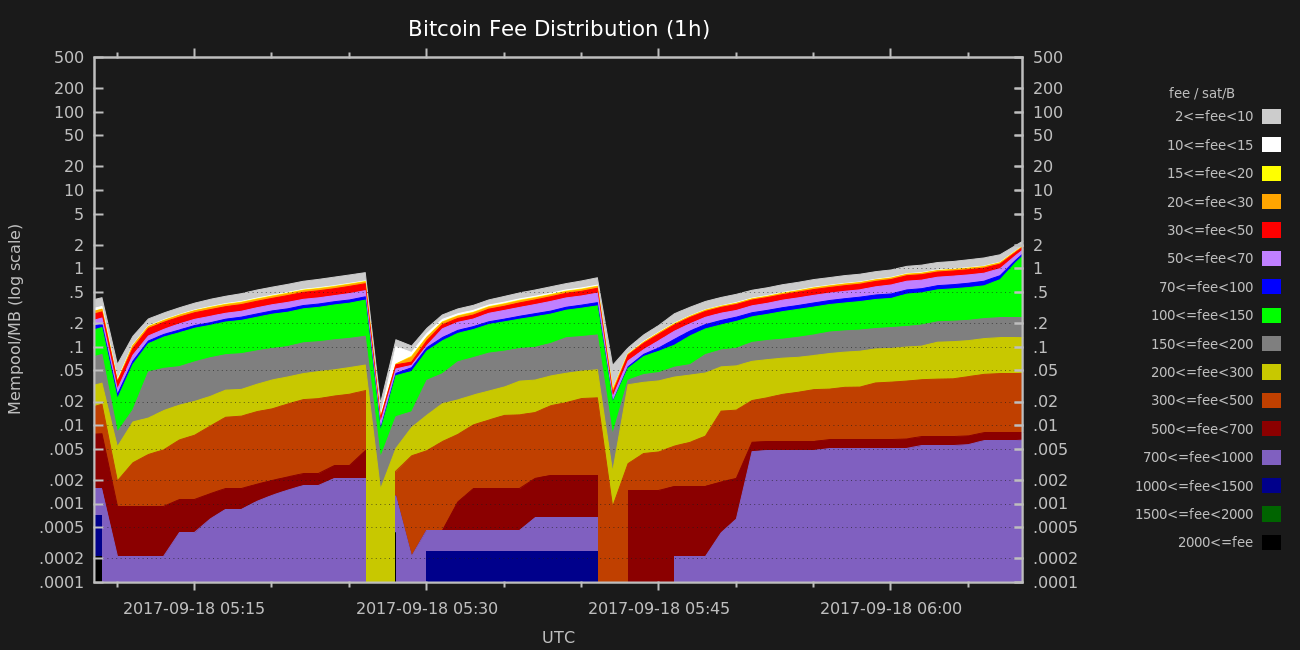 Bitcoin Fee Distribution (1h)
Mempool/MB (log scale)
500
200
100
50
20
10
5
2
1
.5
.2
.1
.05
.02
.01
.005
.002
.001
.0005
.0002
.0001
500
200
100
50
20
10
5
2
1
.5
.2
.1
.05
.02
.01
.005
.002
.001
.0005
.0002
.0001
2017-09-18 05:15
2017-09-18 05:30
2017-09-18 05:45
2017-09-18 06:00
UTC
fee / sat/B
2<=fee<10
10<=fee<15
15<=fee<20
20<=fee<30
30<=fee<50
50<=fee<70
70<=fee<100
100<=fee<150
150<=fee<200
200<=fee<300
300<=fee<500
500<=fee<700
700<=fee<1000
1000<=fee<1500
1500<=fee<2000
2000<=fee